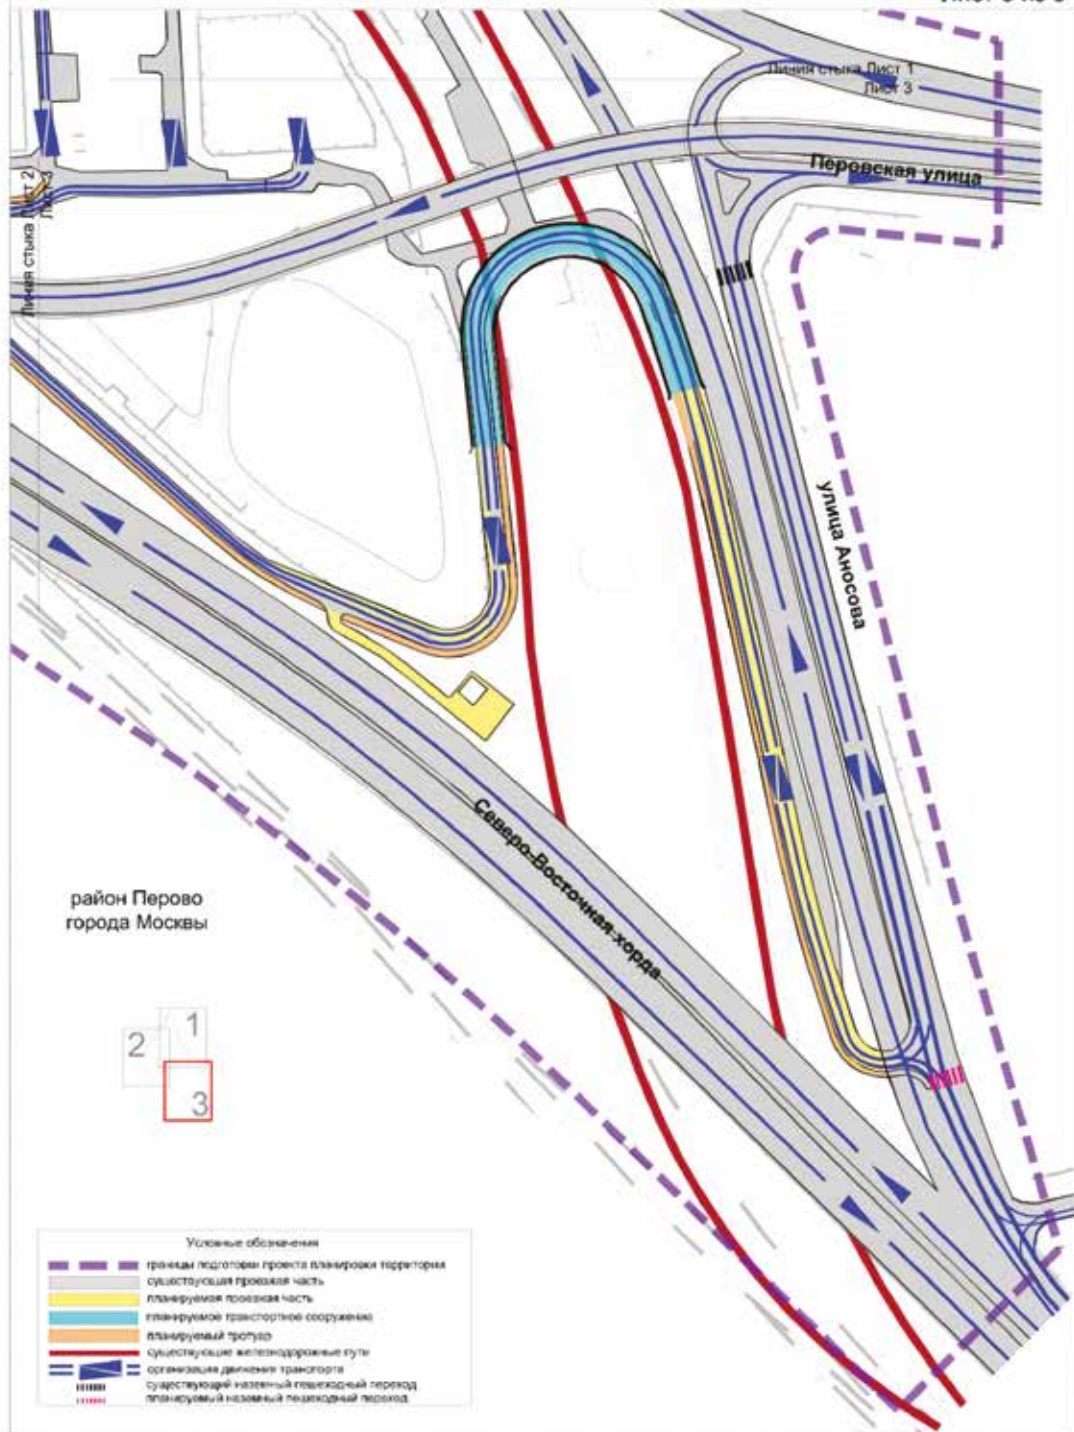 Линия стыка Лист 1
Лист 3
Перовская улица
Линия стыка Лист 2
Лист 3
улица Аносова
Северо-Восточная хорда
район Перово
города Москвы
1
2
3
Условные обозначения
границы подготовки проекта планировки территории
существующая проезжая часть
планируемая проезжая часть
планируемое транспортное сооружение
планируемый тротуар
существующие железнодорожные пути
организация движения транспорта
существующий наземный пешеходный переход
планируемый наземный пешеходный переход